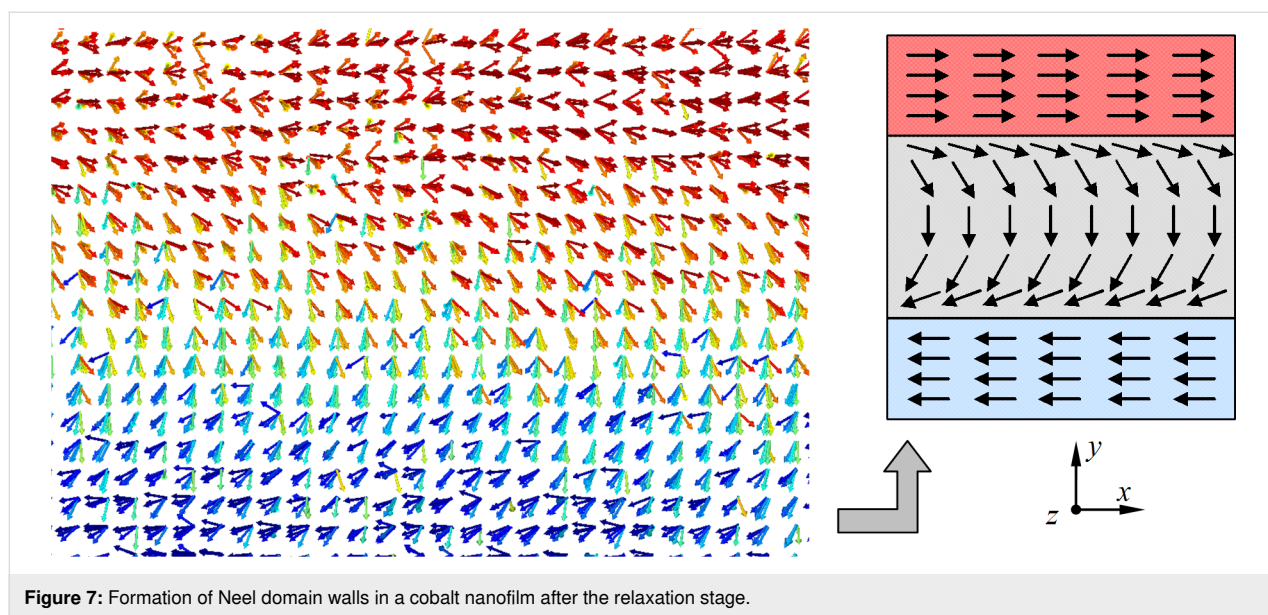 y
x
z
Figure 7: Formation of Neel domain walls in a cobalt nanofilm after the relaxation stage.